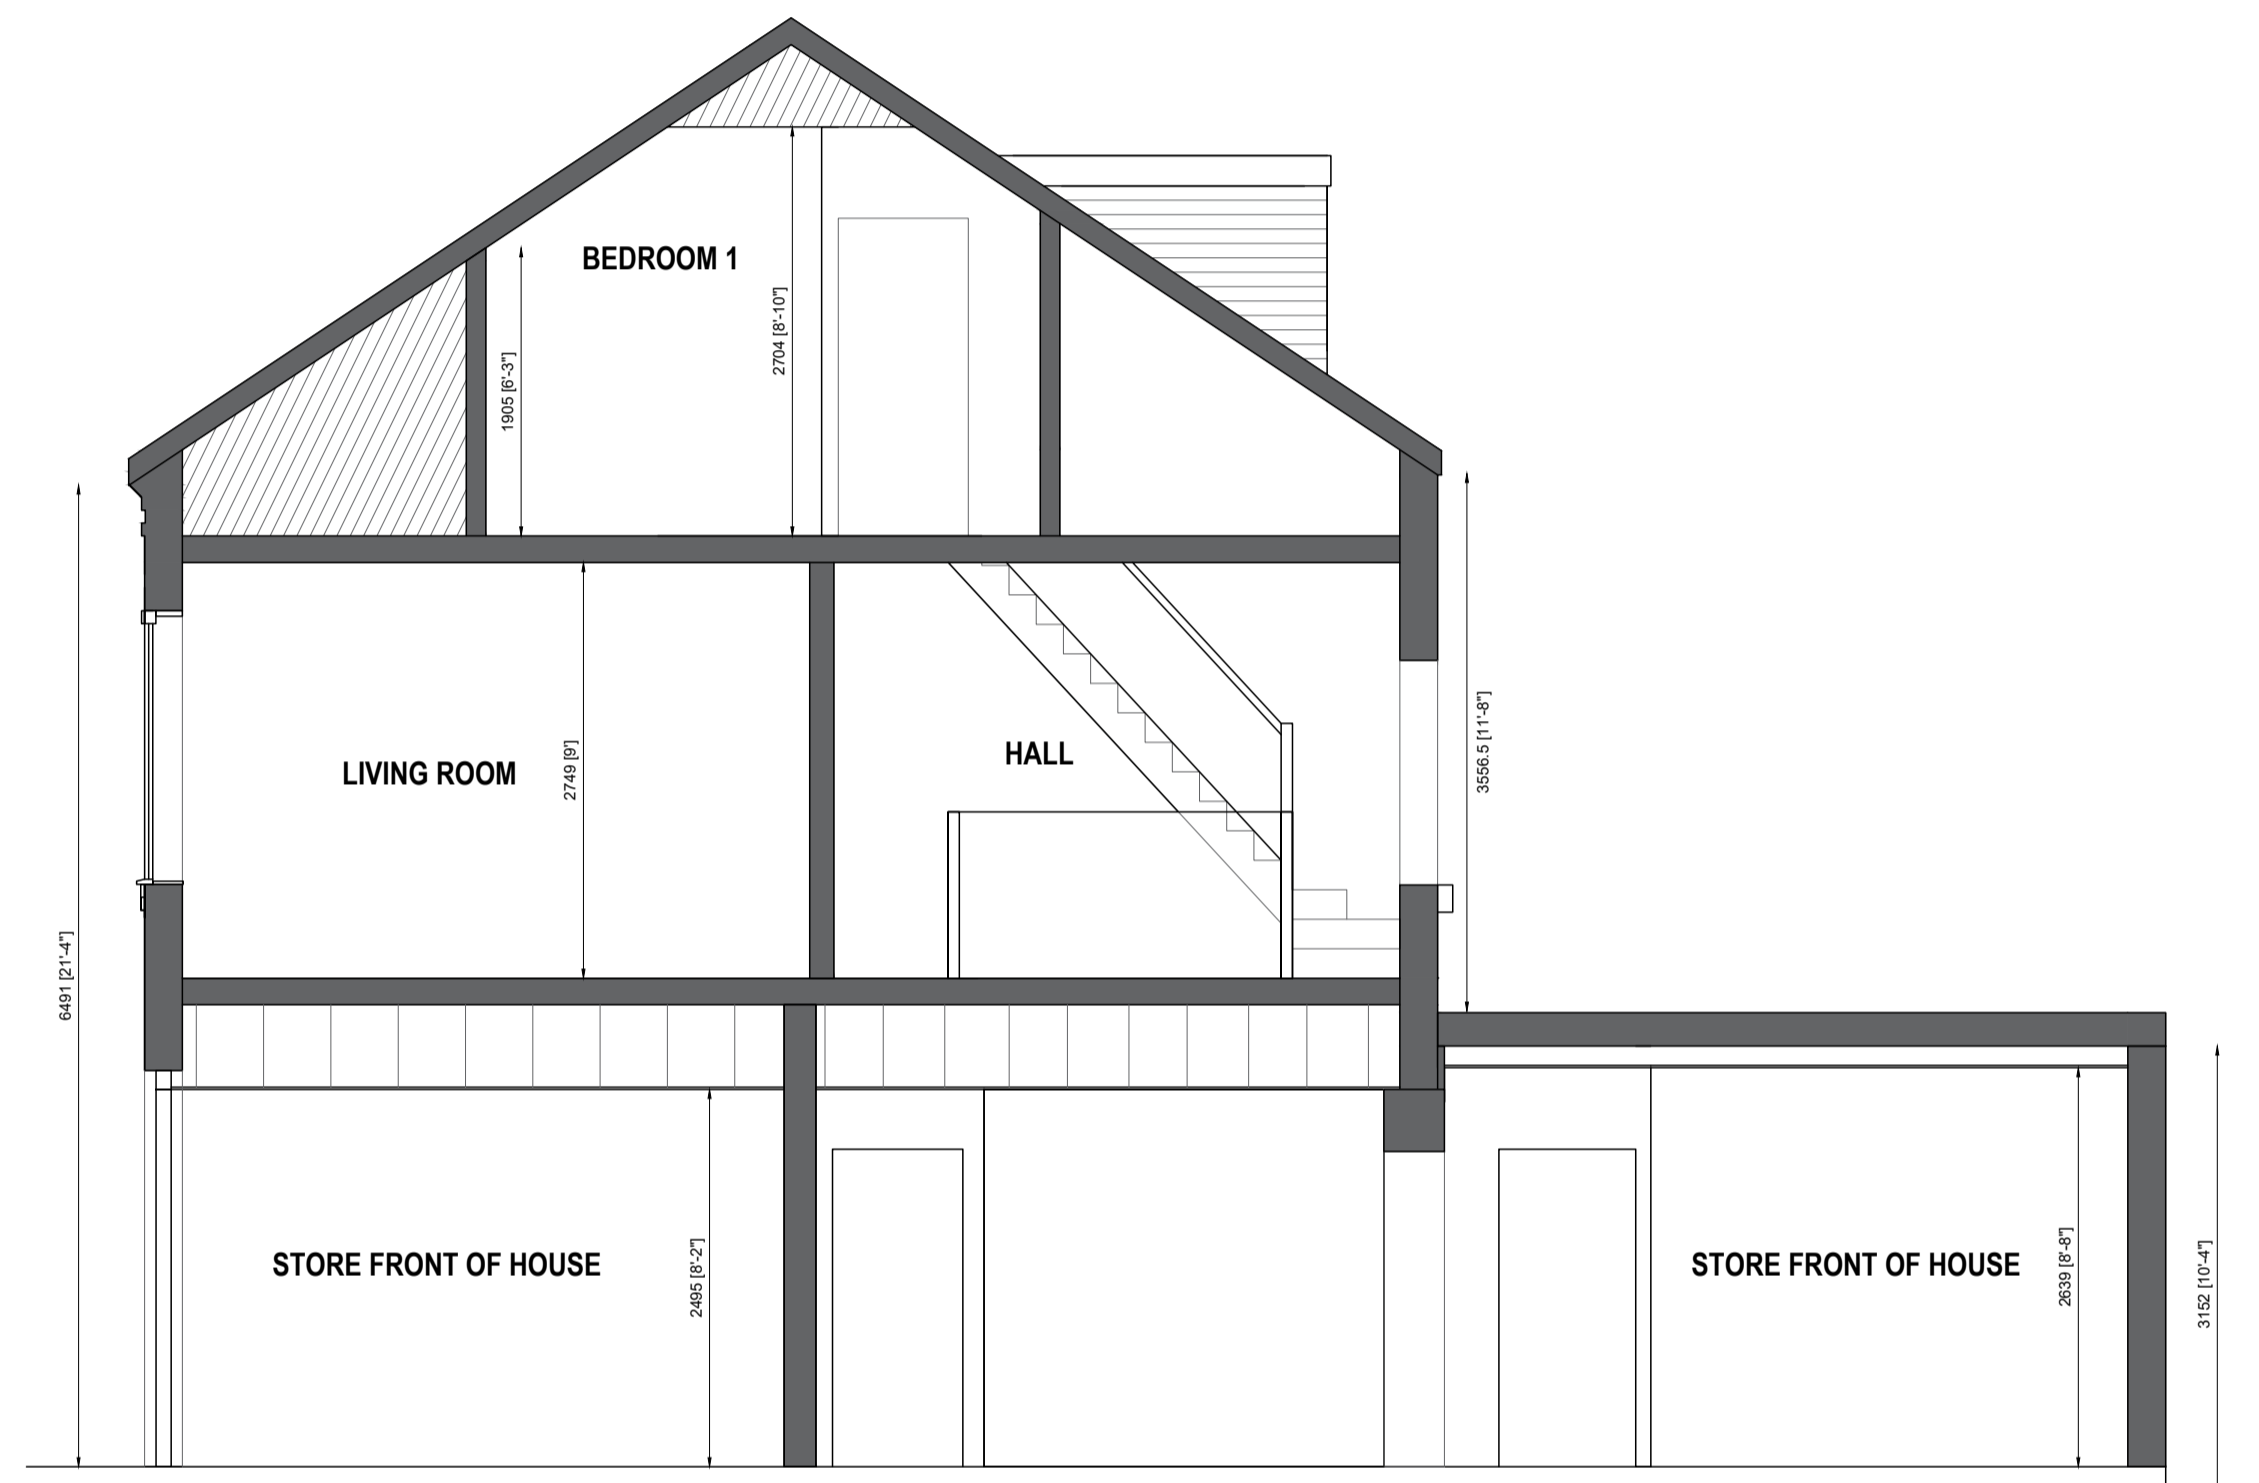 BEDROOM 1
2704 [8'-10"]
1905 [6'-3"]
LIVING ROOM
2749 [9']
HALL
3556.5 [11'-8"]
6491 [21'-4"]
STORE FRONT OF HOUSE
2495 [8'-2"]
STORE FRONT OF HOUSE
2639 [8'-8"]
3152 [10'-4"]